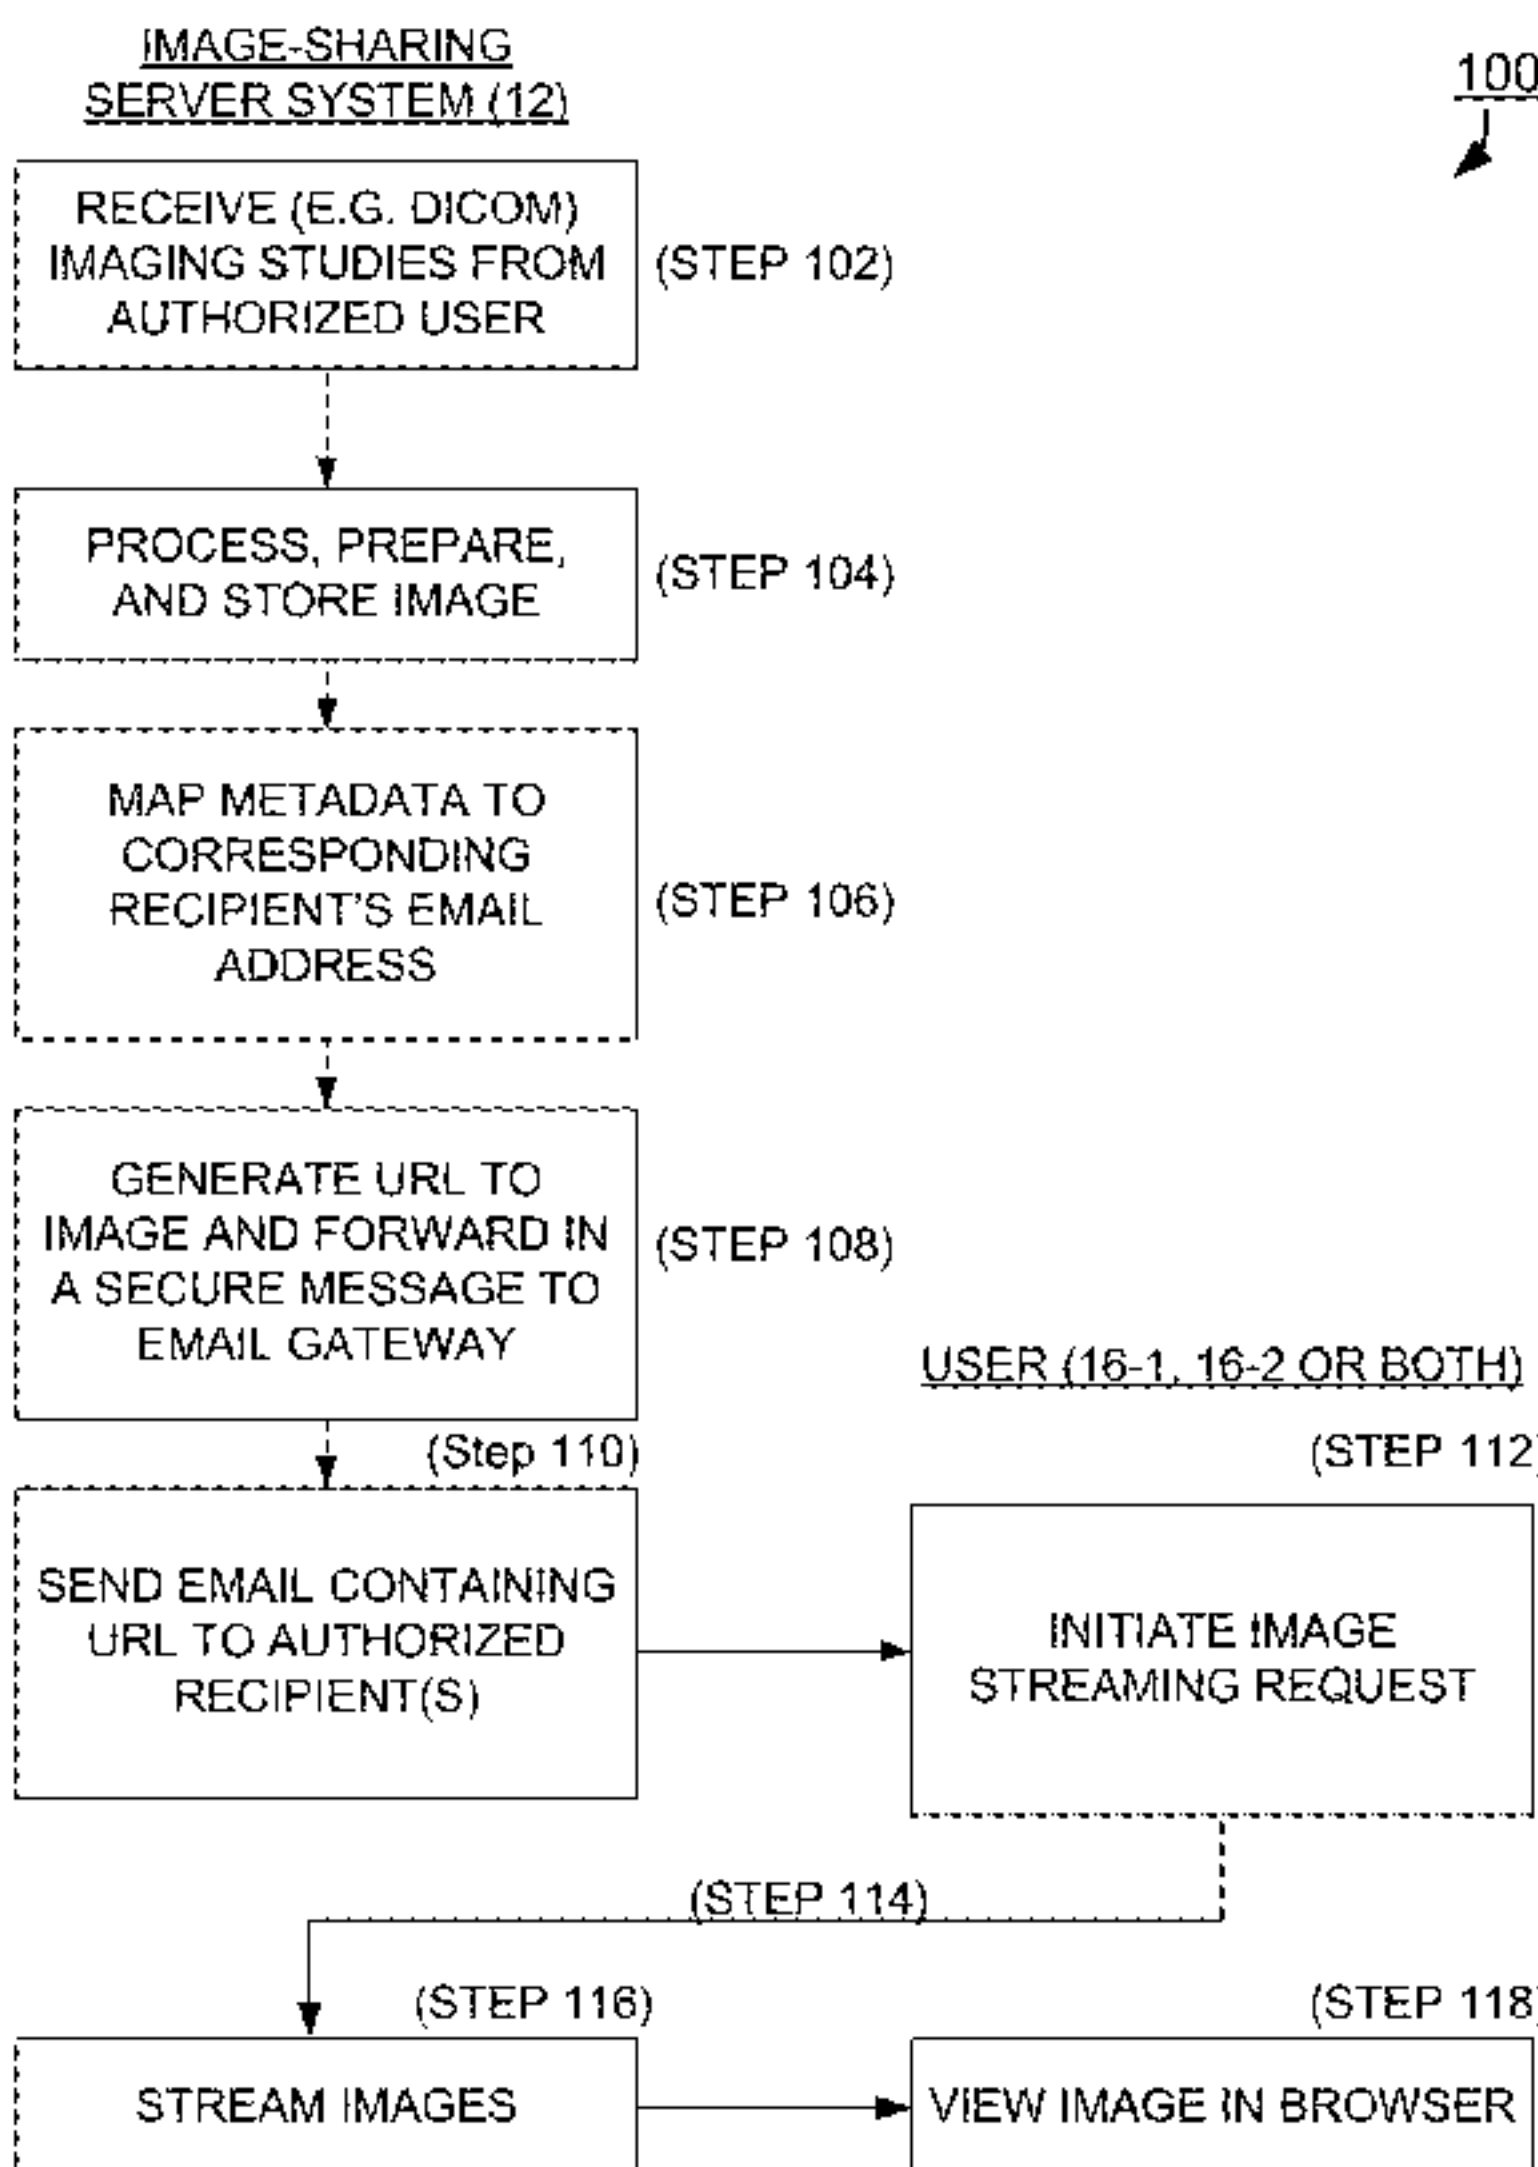 IMAGE-SHARING
SERVER SYSTEM (12)
100
RECEIVE (E.G. DICOM)
IMAGING STUDIES FROM
AUTHORIZED USER
(STEP 102)
PROCESS, PREPARE,
AND STORE IMAGE
(STEP 104)
MAP METADATA TO
CORRESPONDING
RECIPIENT'S EMAIL
ADDRESS
(STEP 106)
GENERATE URL TO
IMAGE AND FORWARD IN
A SECURE MESSAGE TO
EMAIL GATEWAY
(STEP 108)
USER (16-1, 16-2 OR BOTH)
(Step 110)
(STEP 112)
SEND EMAIL CONTAINING
URL TO AUTHORIZED
RECIPIENT(S)
INITIATE IMAGE
STREAMING REQUEST
(STEP 114)
(STEP 116)
(STEP 118)
STREAM IMAGES
VIEW IMAGE IN BROWSER